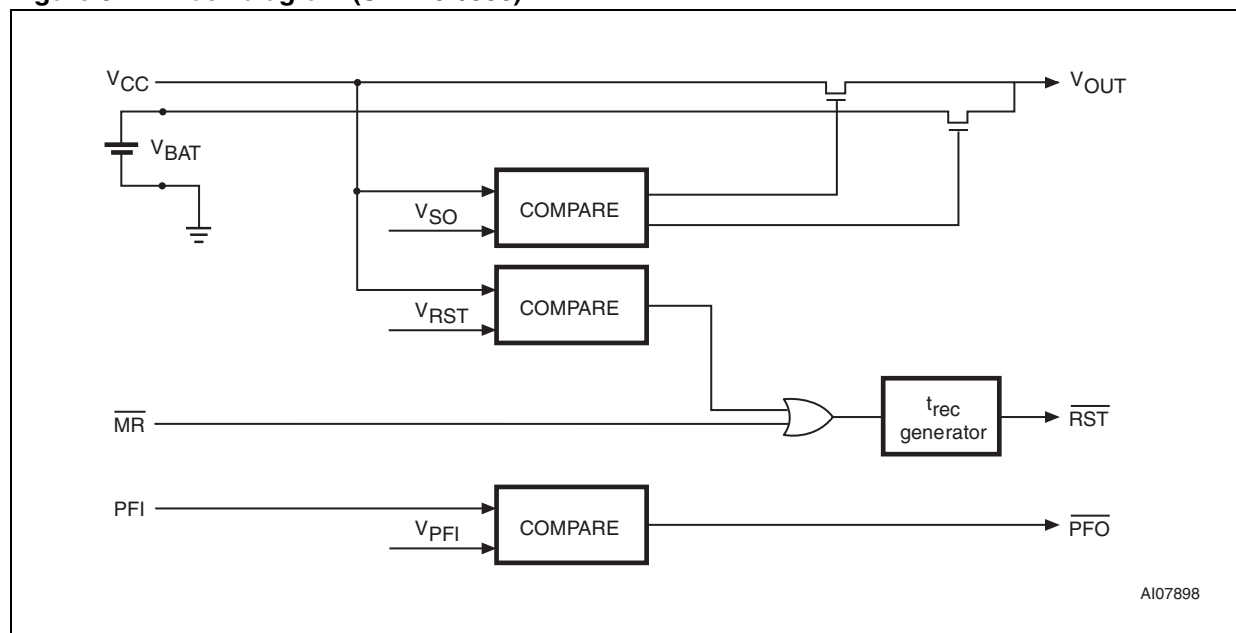 VCC
VOUT
VBAT
VSO
COMPARE
VRST
COMPARE
MR
trec
generator
RST
PFI
VPFI
COMPARE
PFO
AI07898